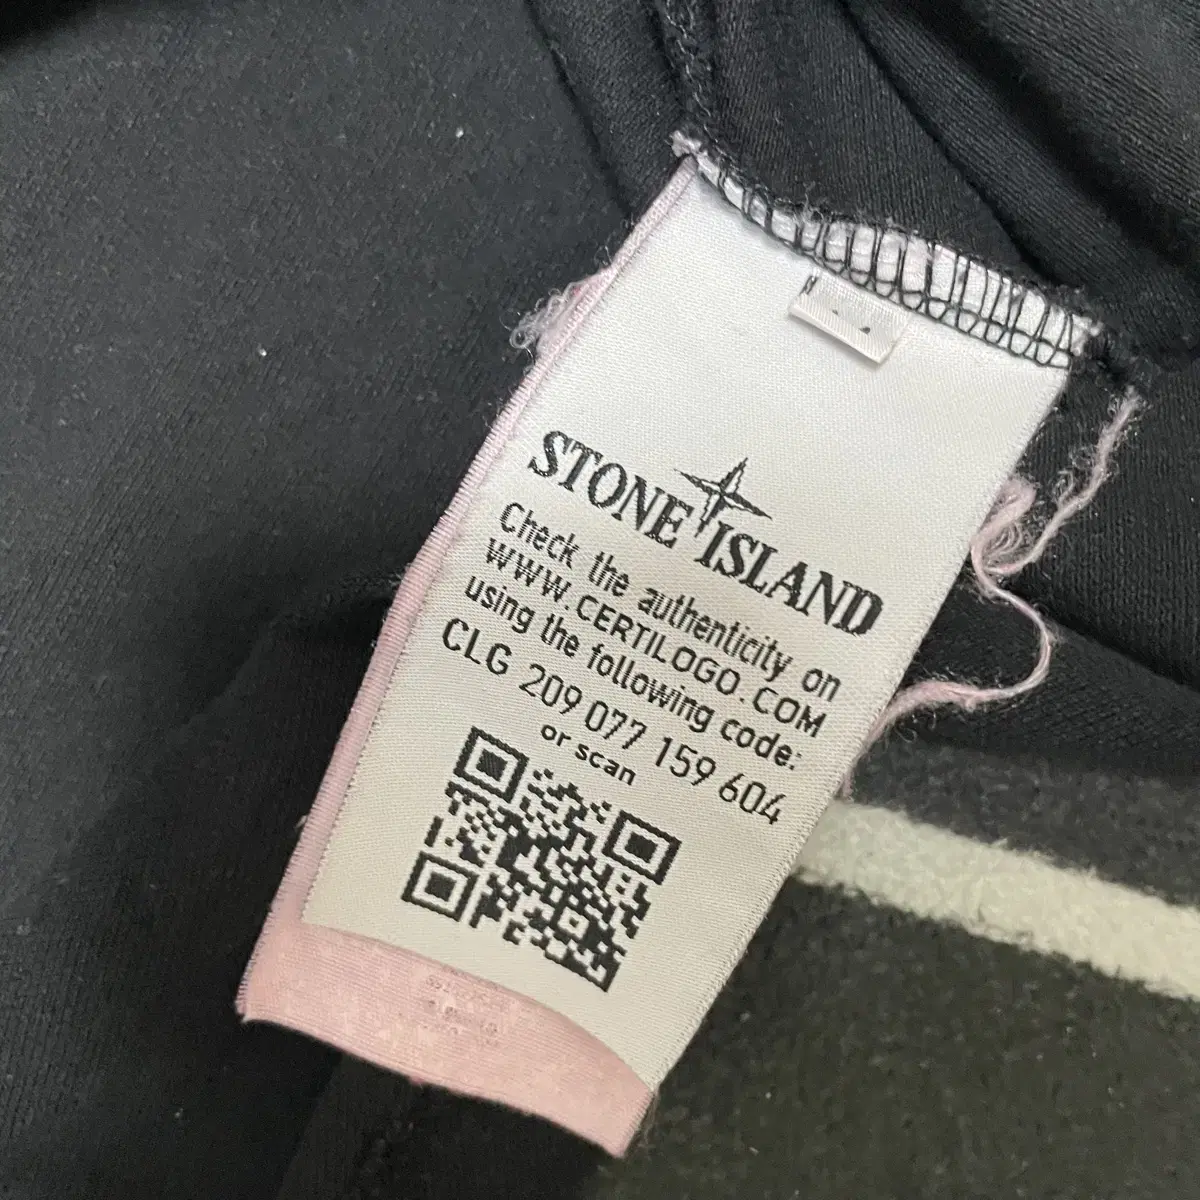 STONE ISLAND
Check the authenticity on
WWW.CERTILOGO.COM
using the following code:
CLG 209 077 159 604
or scan